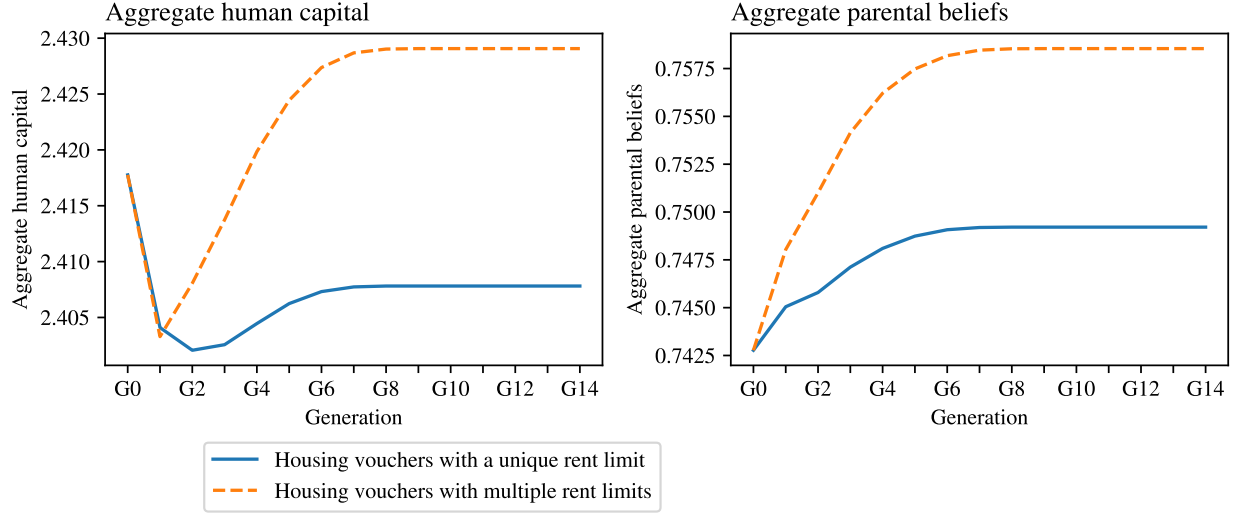 Aggregate human capital
Aggregate human capital
2.430
2.425
2.420
2.415
2.410
2.405
G0 G2 G4 G6 G8 G10 G12 G14
Generation
Aggregate parental beliefs
Aggregate parental beliefs
0.7575
0.7550
0.7525
0.7500
0.7475
0.7450
0.7425
G0 G2 G4 G6 G8 G10 G12 G14
Generation
Housing vouchers with a unique rent limit
Housing vouchers with multiple rent limits